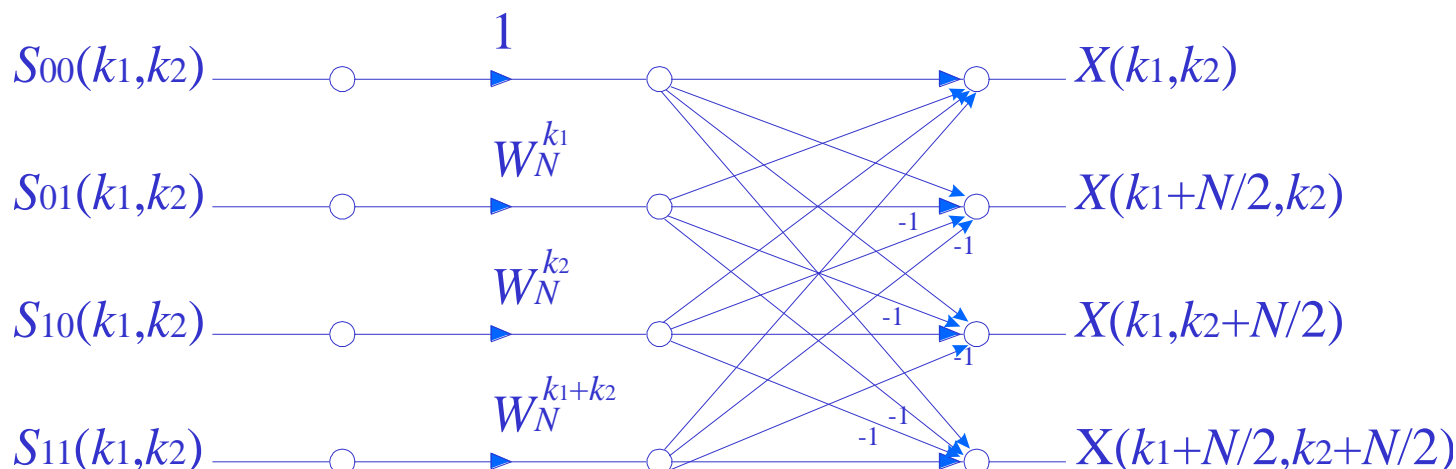 1
S00(k1,k2) X(k1,k2)
W_N^{k1}
S01(k1,k2) X(k1+N/2,k2)
-1
-1
W_N^{k2}
S10(k1,k2) X(k1,k2+N/2)
-1
-1
W_N^{k1+k2}
-1
-1
S11(k1,k2) X(k1+N/2,k2+N/2)